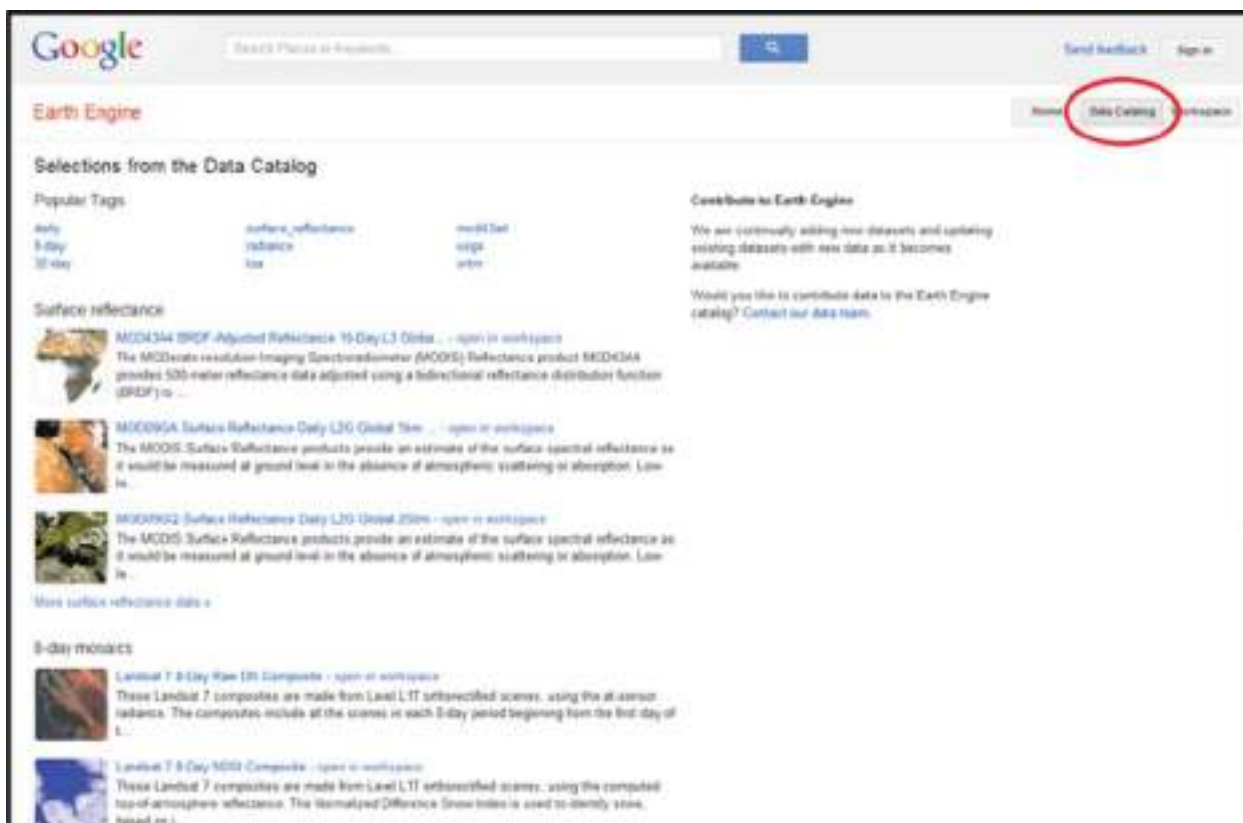 Google
Search Places or Keywords...
Send feedback
Sign in
Earth Engine
Home
Data Catalog
Workspace
Selections from the Data Catalog
Popular Tags
daily
surface_reflectance
8-day
radiance
usgs
32-day
toa
srtm
Contribute to Earth Engine
We are continually adding new datasets and updating
existing datasets with new data as it becomes
available.
Would you like to contribute data to the Earth Engine
catalog? Contact our data team.
Surface reflectance
MCD43A4 BRDF-Adjusted Reflectance 16-Day L3 Globa... - open in workspace
The MODerate-resolution Imaging Spectroradiometer (MODIS) Reflectance product MCD43A4
provides 500-meter reflectance data adjusted using a bidirectional reflectance distribution function
(BRDF) to ...
MOD09GA Surface Reflectance Daily L2G Global 1km ... - open in workspace
The MODIS Surface Reflectance products provide an estimate of the surface spectral reflectance as
it would be measured at ground level in the absence of atmospheric scattering or absorption. Low-
le...
MOD09GQ Surface Reflectance Daily L2G Global 250m - open in workspace
The MODIS Surface Reflectance products provide an estimate of the surface spectral reflectance as
it would be measured at ground level in the absence of atmospheric scattering or absorption. Low-
le...
More surface reflectance data »
8-day mosaics
Landsat 7 8-Day Raw DN Composite - open in workspace
These Landsat 7 composites are made from Level L1T orthorectified scenes, using the at-sensor
radiance. The composites include all the scenes in each 8-day period beginning from the first day of
t...
Landsat 7 8-Day NDSI Composite - open in workspace
These Landsat 7 composites are made from Level L1T orthorectified scenes, using the computed
top-of-atmosphere reflectance. The Normalized Difference Snow Index is used to identify snow,
based on i...